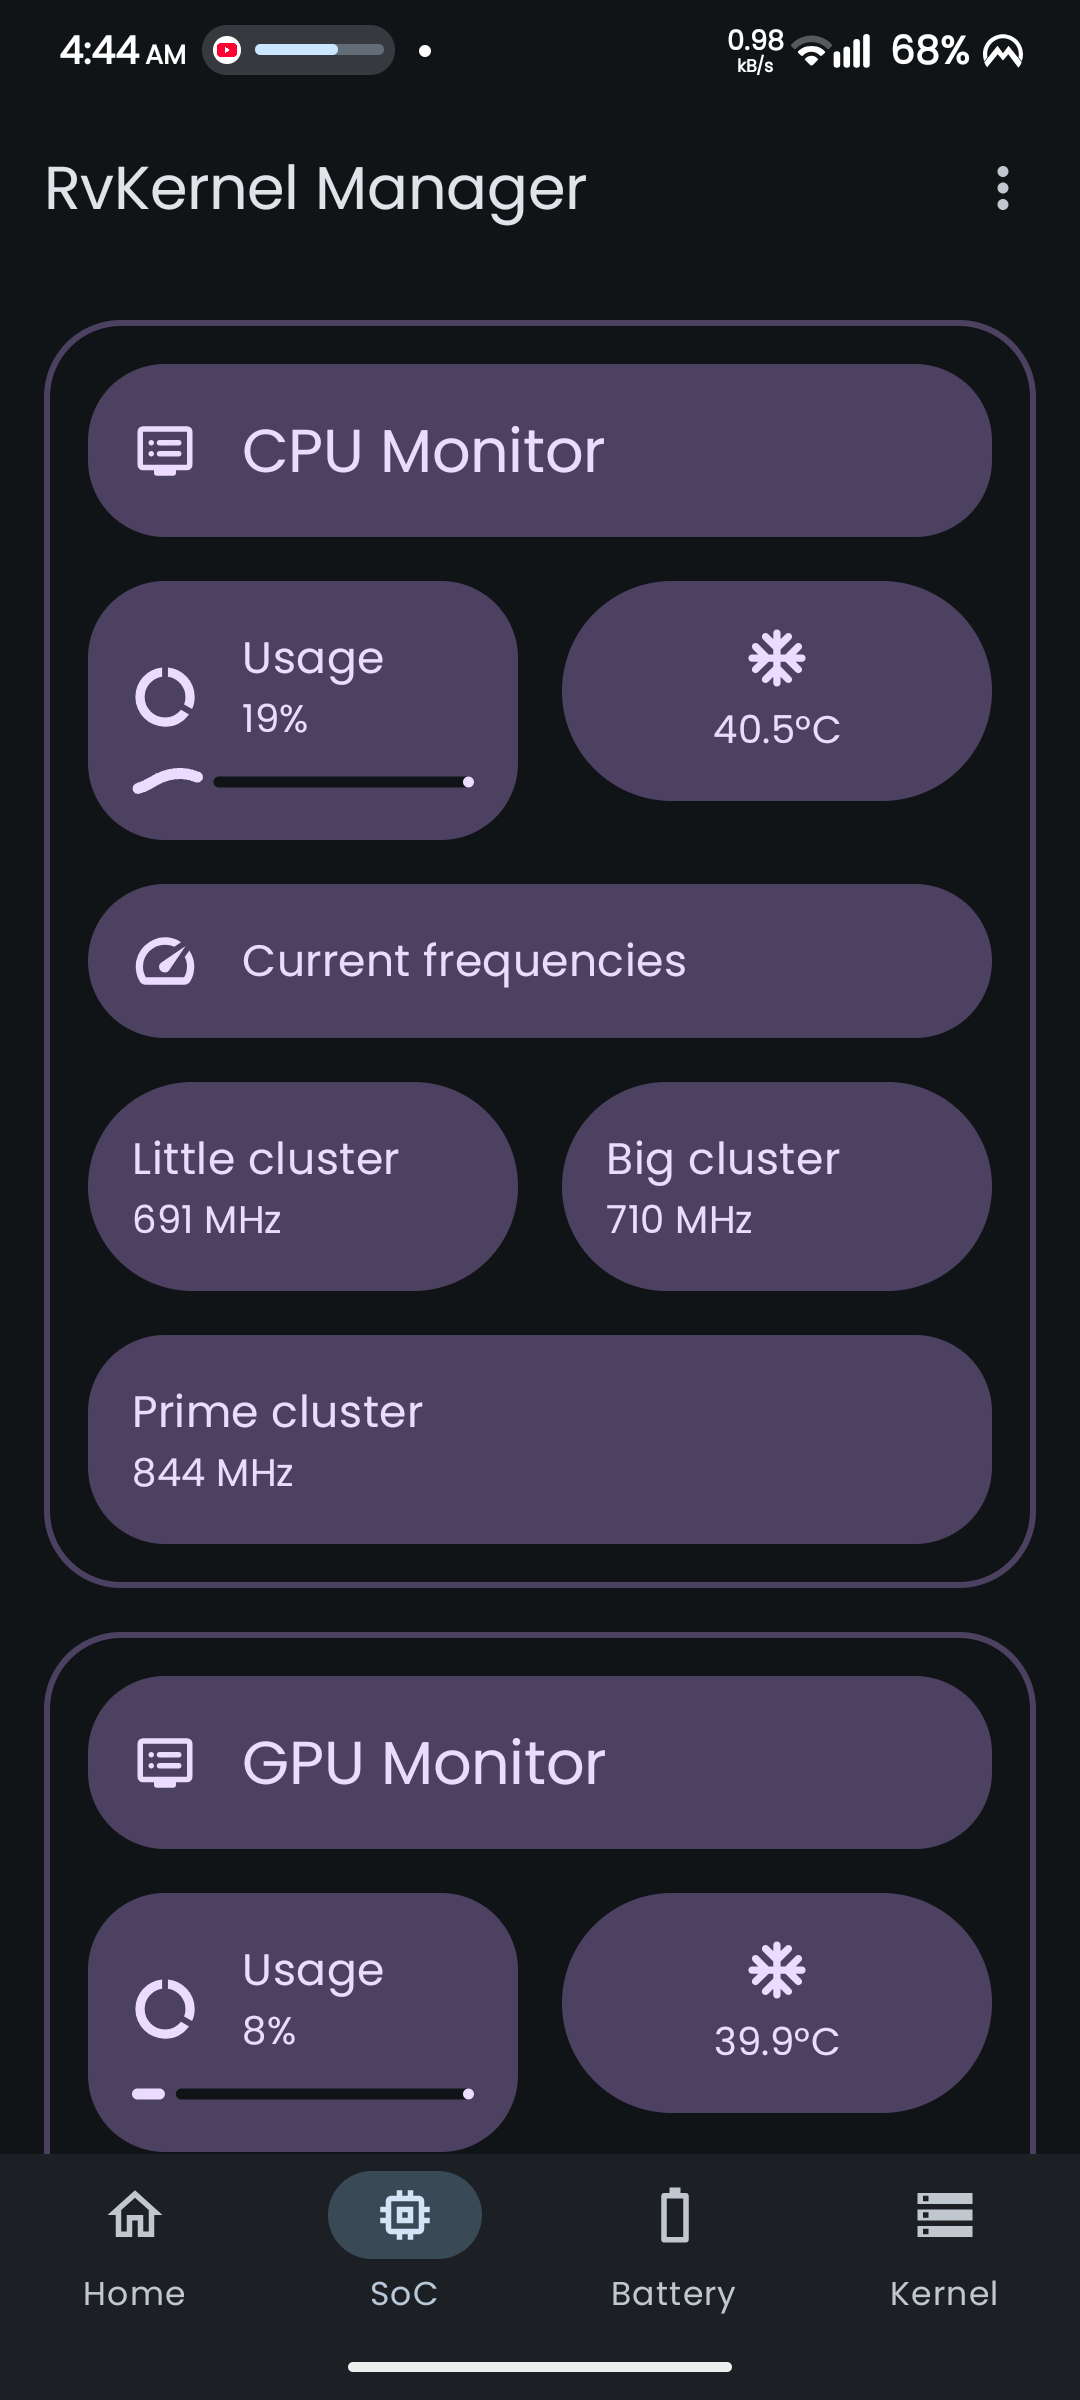 4:44 AM
0.98 kB/s
68%
RvKernel Manager
CPU Monitor
Usage
19%
40.5°C
Current frequencies
Little cluster
691 MHz
Big cluster
710 MHz
Prime cluster
844 MHz
GPU Monitor
Usage
8%
39.9°C
Home
SoC
Battery
Kernel